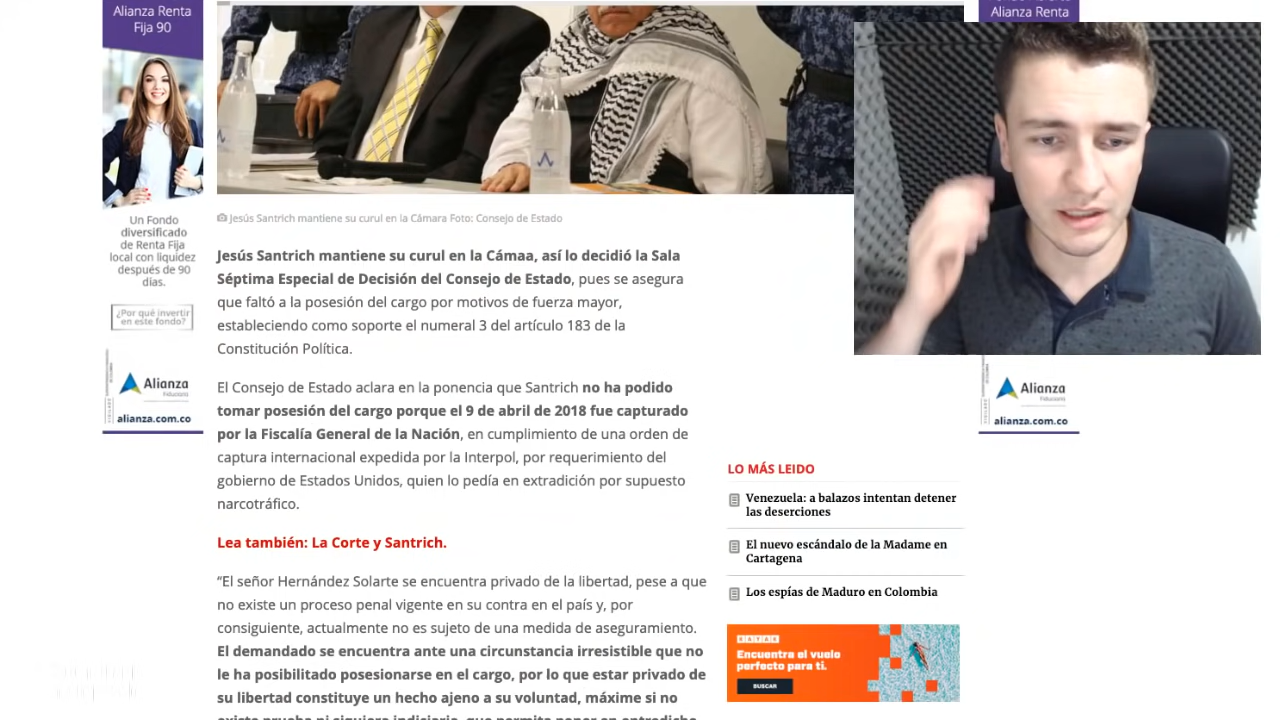 Alianza Renta
Fija 90
Un Fondo
diversificado
de Renta Fija
local con liquidez
después de 90
días.
¿Por qué invertir
en este fondo?
Alianza
Fiduciaria
alianza.com.co
Jesús Santrich mantiene su curul en la Cámara Foto: Consejo de Estado
Jesús Santrich mantiene su curul en la Cámaa, así lo decidió la Sala
Séptima Especial de Decisión del Consejo de Estado, pues se asegura
que faltó a la posesión del cargo por motivos de fuerza mayor,
estableciendo como soporte el numeral 3 del artículo 183 de la
Constitución Política.
El Consejo de Estado aclara en la ponencia que Santrich no ha podido
tomar posesión del cargo porque el 9 de abril de 2018 fue capturado
por la Fiscalía General de la Nación, en cumplimiento de una orden de
captura internacional expedida por la Interpol, por requerimiento del
gobierno de Estados Unidos, quien lo pedía en extradición por supuesto
narcotráfico.
Lea también: La Corte y Santrich.
“El señor Hernández Solarte se encuentra privado de la libertad, pese a que
no existe un proceso penal vigente en su contra en el país y, por
consiguiente, actualmente no es sujeto de una medida de aseguramiento.
El demandado se encuentra ante una circunstancia irresistible que no
le ha posibilitado posesionarse en el cargo, por lo que estar privado de
su libertad constituye un hecho ajeno a su voluntad, máxime si no
existe prueba ni siquiera indiciaria, que permita poner en entredicho
Alianza Renta
Alianza
Fiduciaria
alianza.com.co
LO MÁS LEIDO
Venezuela: a balazos intentan detener
las deserciones
El nuevo escándalo de la Madame en
Cartagena
Los espías de Maduro en Colombia
Encuentra el vuelo
perfecto para ti.
BUSCAR